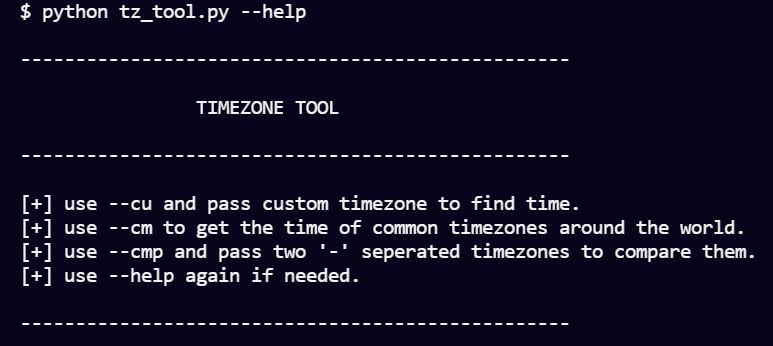 $ python tz_tool.py --help
--------------------------------------------------
TIMEZONE TOOL
--------------------------------------------------
[+] use --cu and pass custom timezone to find time.
[+] use --cm to get the time of common timezones around the world.
[+] use --cmp and pass two '-' seperated timezones to compare them.
[+] use --help again if needed.
--------------------------------------------------